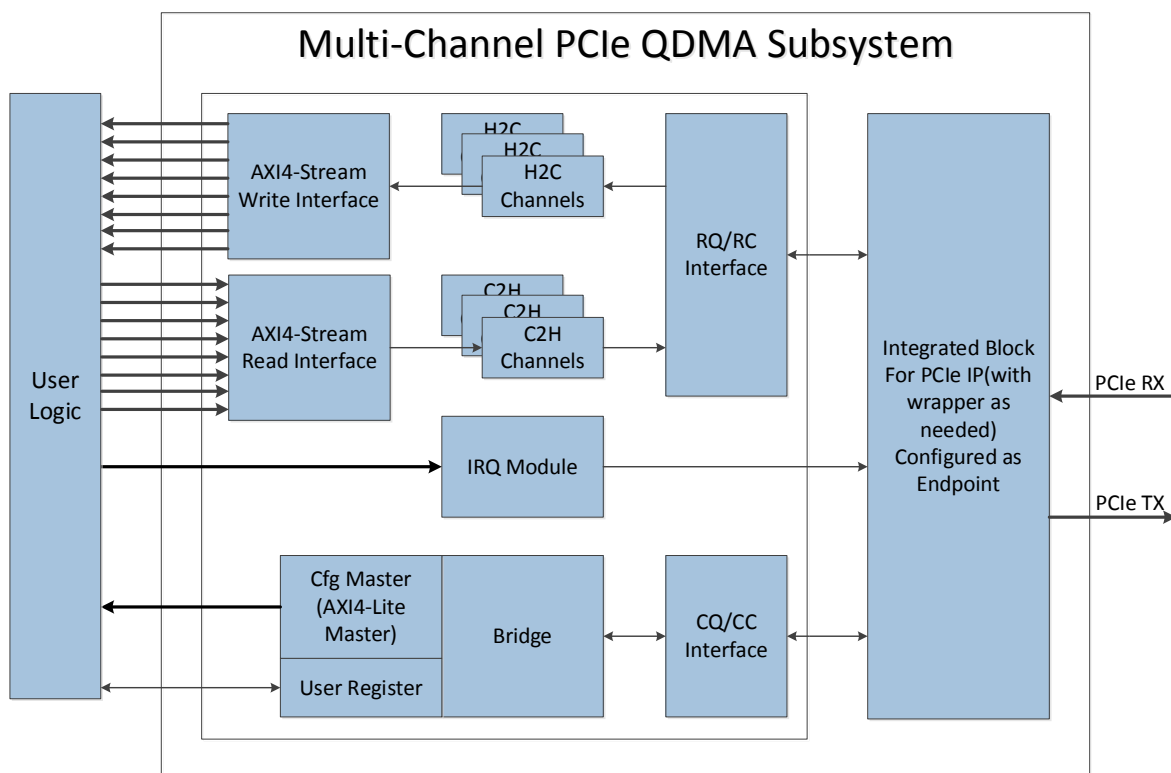 Multi-Channel PCIe QDMA Subsystem
User
Logic
AXI4-Stream
Write Interface
H2C
H2C
H2C
Channels
RQ/RC
Interface
AXI4-Stream
Read Interface
C2H
C2H
C2H
Channels
Integrated Block
For PCIe IP(with
wrapper as
needed)
Configured as
Endpoint
PCIe RX
PCIe TX
IRQ Module
Cfg Master
(AXI4-Lite
Master)
User Register
Bridge
CQ/CC
Interface